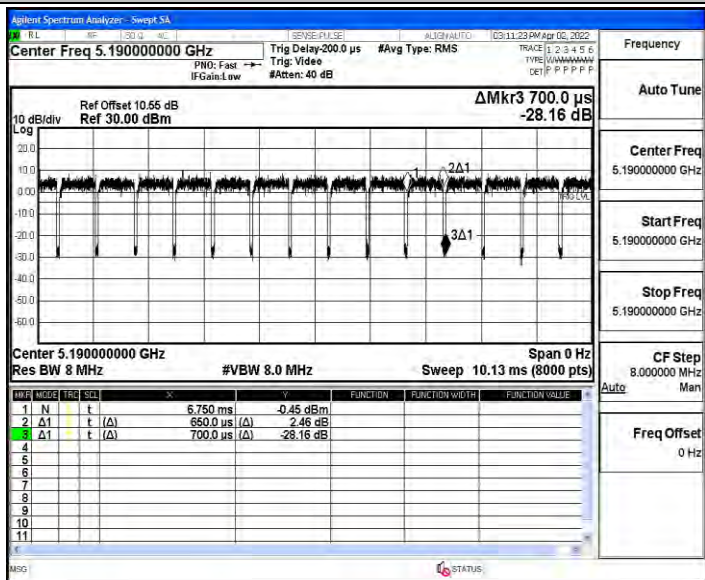 Agilent Spectrum Analyzer - Swept SA
RL RF 50 Ω AC SENSE:PULSE ALIGNAUTO 03:11:23 PM Apr 02, 2022
Center Freq 5.190000000 GHz
PNO: Fast
IFGain:Low
Trig Delay-200.0 µs
Trig: Video
#Atten: 40 dB
#Avg Type: RMS
TRACE 1 2 3 4 5 6
TYPE
DET P P P P P P
Ref Offset 10.55 dB
10 dB/div Ref 30.00 dBm
ΔMkr3 700.0 µs
-28.16 dB
Log
20.0
10.0
0.00
-10.0
-20.0
-30.0
-40.0
-50.0
-60.0
1
2Δ1
TRIG LVL
3Δ1
Center 5.190000000 GHz Span 0 Hz
Res BW 8 MHz #VBW 8.0 MHz Sweep 10.13 ms (8000 pts)
MKR MODE TRC SCL X Y FUNCTION FUNCTION WIDTH FUNCTION VALUE
1 N t 6.750 ms -0.45 dBm
2 Δ1 t (Δ) 650.0 µs (Δ) 2.46 dB
3 Δ1 t (Δ) 700.0 µs (Δ) -28.16 dB
4
5
6
7
8
9
10
11
MSG STATUS
Frequency
Auto Tune
Center Freq
5.190000000 GHz
Start Freq
5.190000000 GHz
Stop Freq
5.190000000 GHz
CF Step
8.000000 MHz
Auto Man
Freq Offset
0 Hz